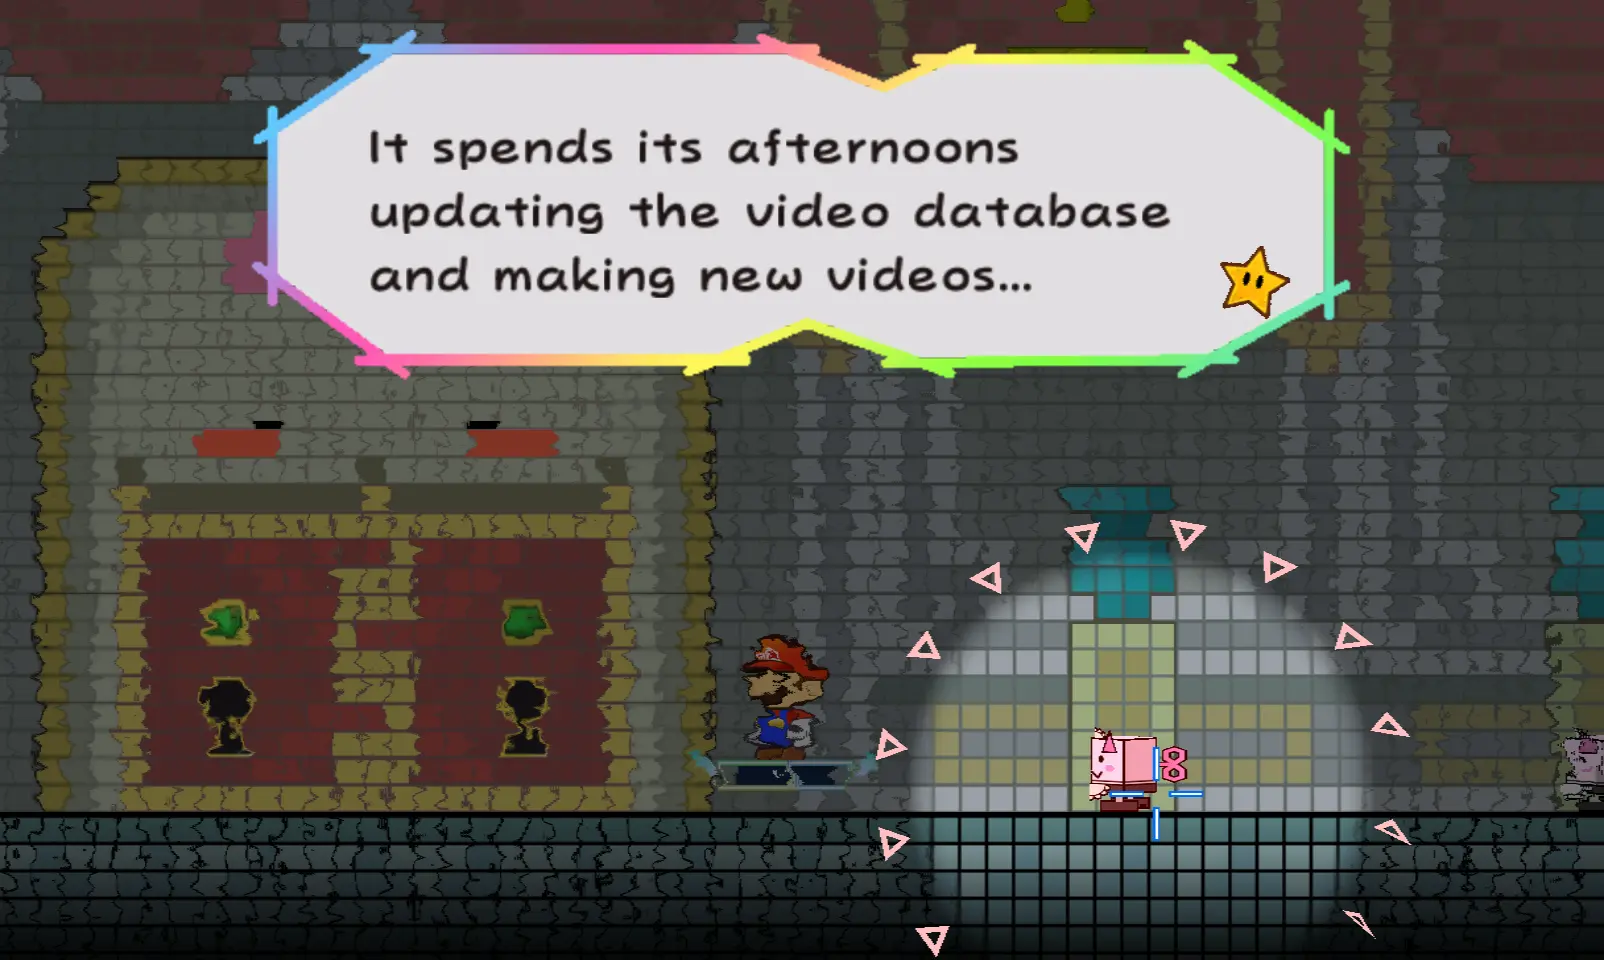 It spends its afternoons
updating the video database
and making new videos...